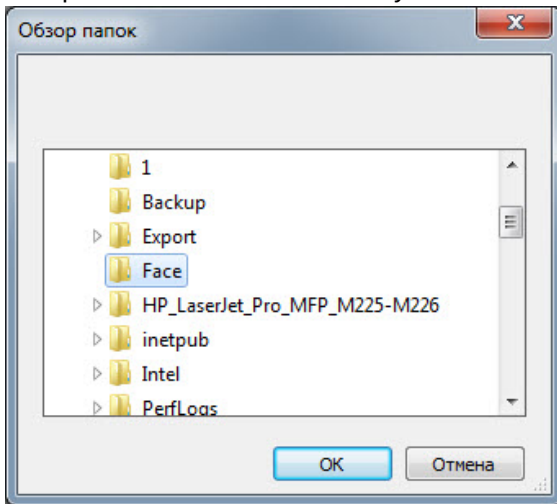 Обзор папок
1
Backup
Export
Face
HP_LaserJet_Pro_MFP_M225-M226
inetpub
Intel
PerfLogs
OK
Отмена